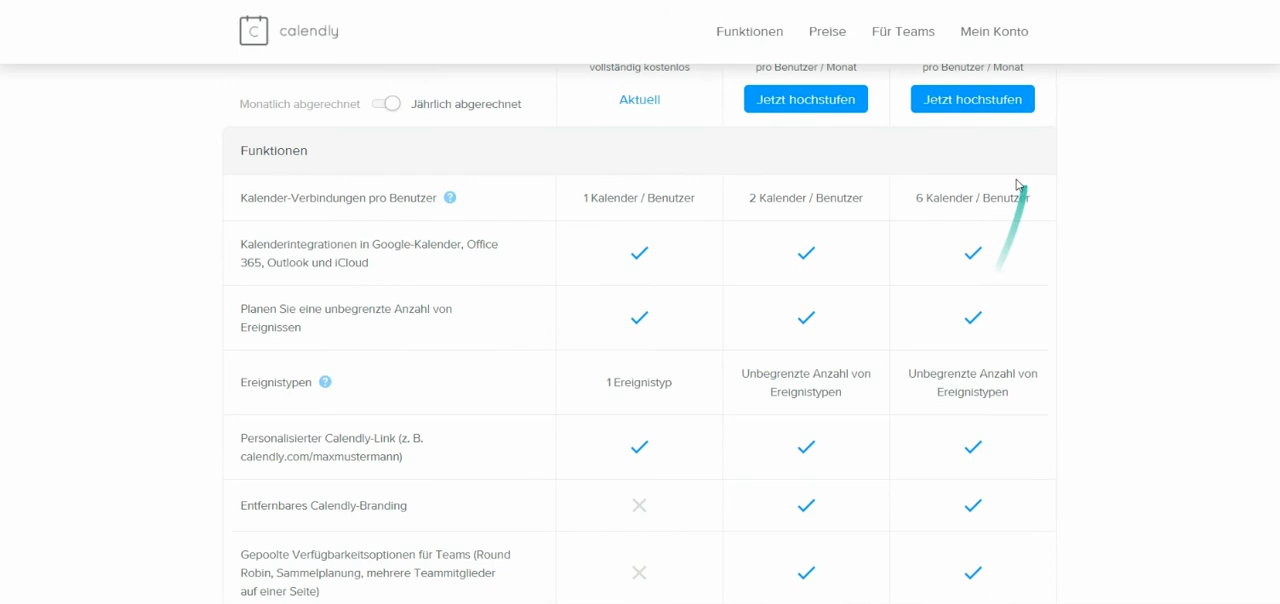 C calendly
Funktionen Preise Für Teams Mein Konto
vollständig kostenlos pro Benutzer / Monat pro Benutzer / Monat
Monatlich abgerechnet Jährlich abgerechnet Aktuell Jetzt hochstufen Jetzt hochstufen
Funktionen
Kalender-Verbindungen pro Benutzer ? 1 Kalender / Benutzer 2 Kalender / Benutzer 6 Kalender / Benutzer
Kalenderintegrationen in Google-Kalender, Office
365, Outlook und iCloud
Planen Sie eine unbegrenzte Anzahl von
Ereignissen
Ereignistypen ? 1 Ereignistyp
Unbegrenzte Anzahl von
Ereignistypen
Unbegrenzte Anzahl von
Ereignistypen
Personalisierter Calendly-Link (z. B.
calendly.com/maxmustermann)
Entfernbares Calendly-Branding
Gepoolte Verfügbarkeitsoptionen für Teams (Round
Robin, Sammelplanung, mehrere Teammitglieder
auf einer Seite)